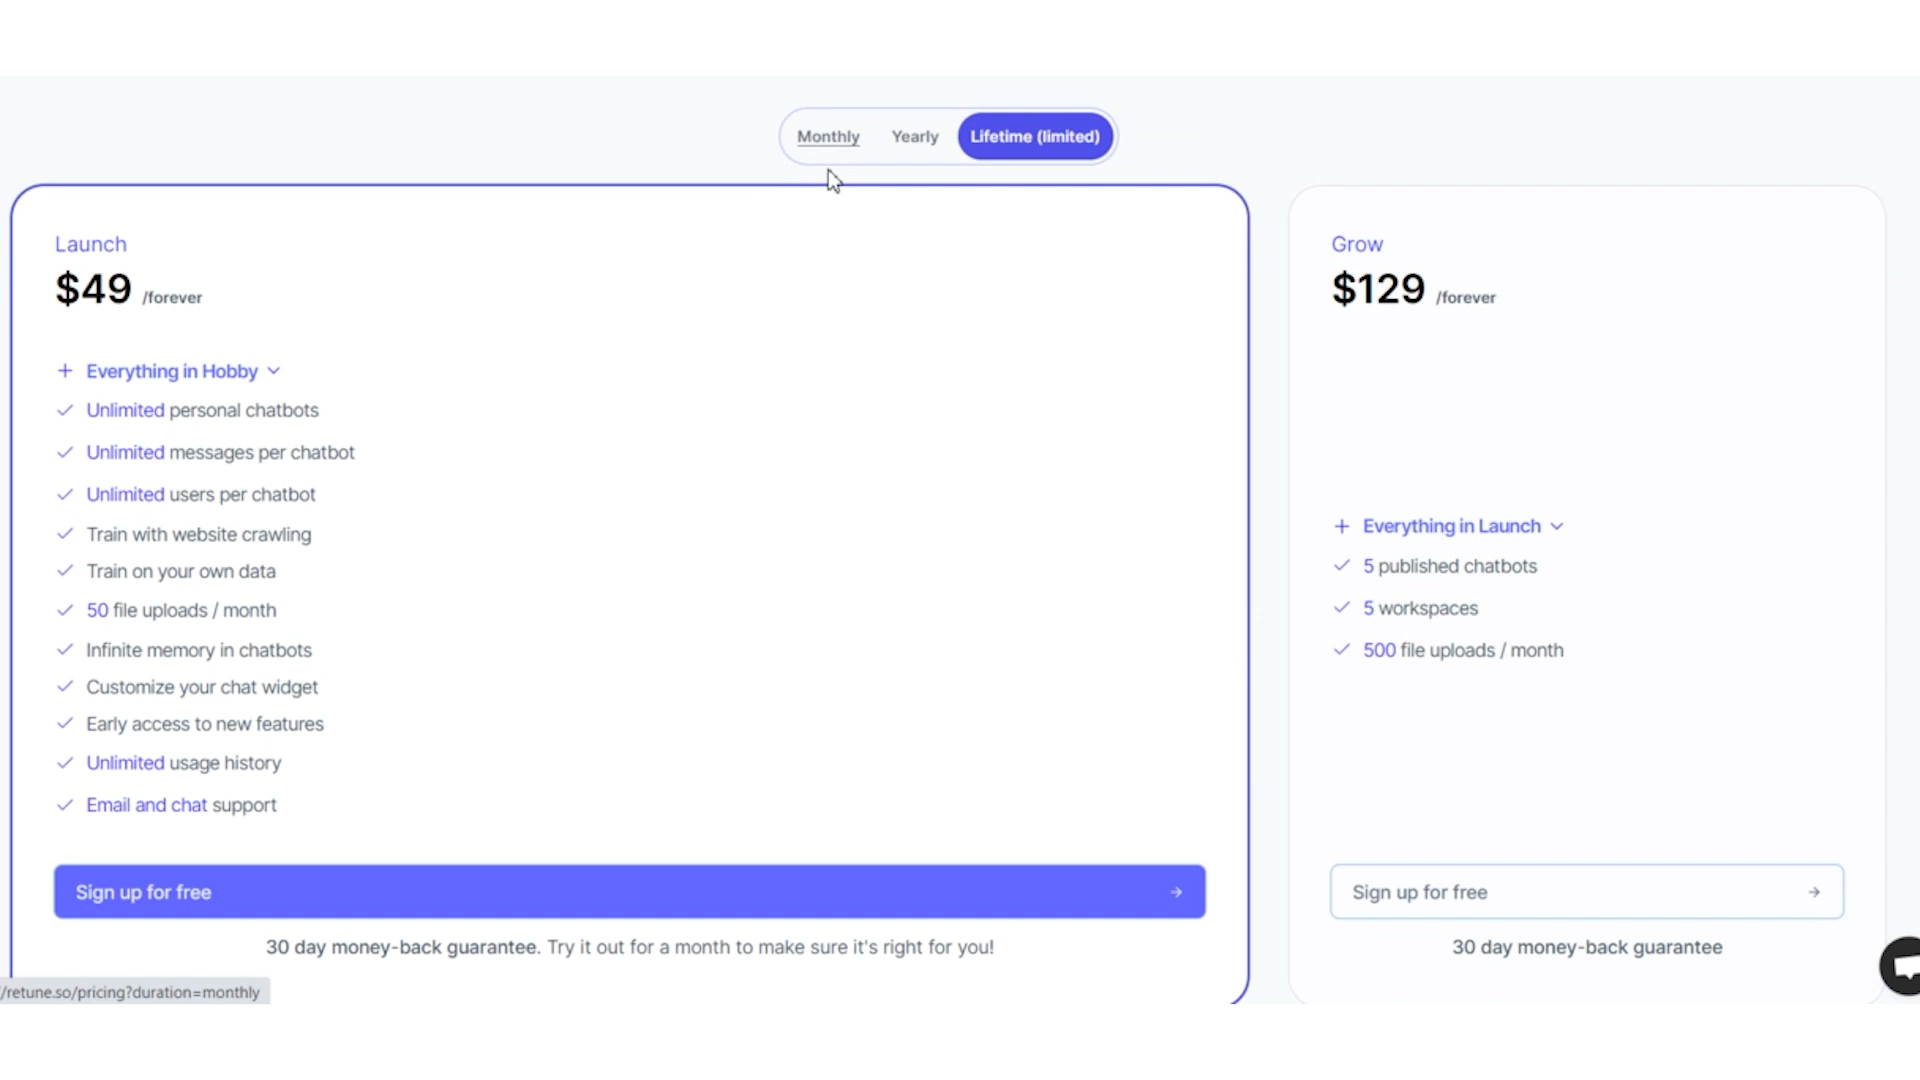 Monthly Yearly Lifetime (limited)
Launch
$49 /forever
Everything in Hobby
Unlimited personal chatbots
Unlimited messages per chatbot
Unlimited users per chatbot
Train with website crawling
Train on your own data
50 file uploads / month
Infinite memory in chatbots
Customize your chat widget
Early access to new features
Unlimited usage history
Email and chat support
Sign up for free
30 day money-back guarantee. Try it out for a month to make sure it's right for you!
Grow
$129 /forever
Everything in Launch
5 published chatbots
5 workspaces
500 file uploads / month
Sign up for free
30 day money-back guarantee
/retune.so/pricing?duration=monthly